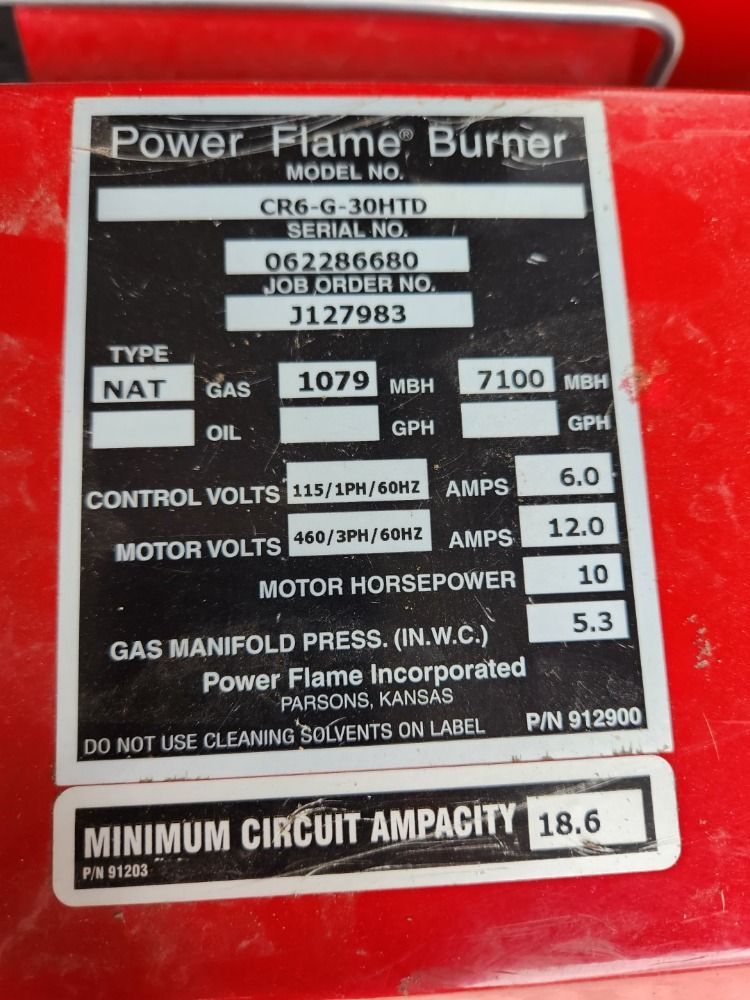 Power Flame® Burner
MODEL NO.
CR6-G-30HTD
SERIAL NO.
062286680
JOB ORDER NO.
J127983
TYPE
NAT GAS 1079 MBH 7100 MBH
OIL GPH GPH
CONTROL VOLTS 115/1PH/60HZ AMPS 6.0
MOTOR VOLTS 460/3PH/60HZ AMPS 12.0
MOTOR HORSEPOWER 10
GAS MANIFOLD PRESS. (IN.W.C.) 5.3
Power Flame Incorporated
PARSONS, KANSAS
DO NOT USE CLEANING SOLVENTS ON LABEL P/N 912900
MINIMUM CIRCUIT AMPACITY 18.6
P/N 91203